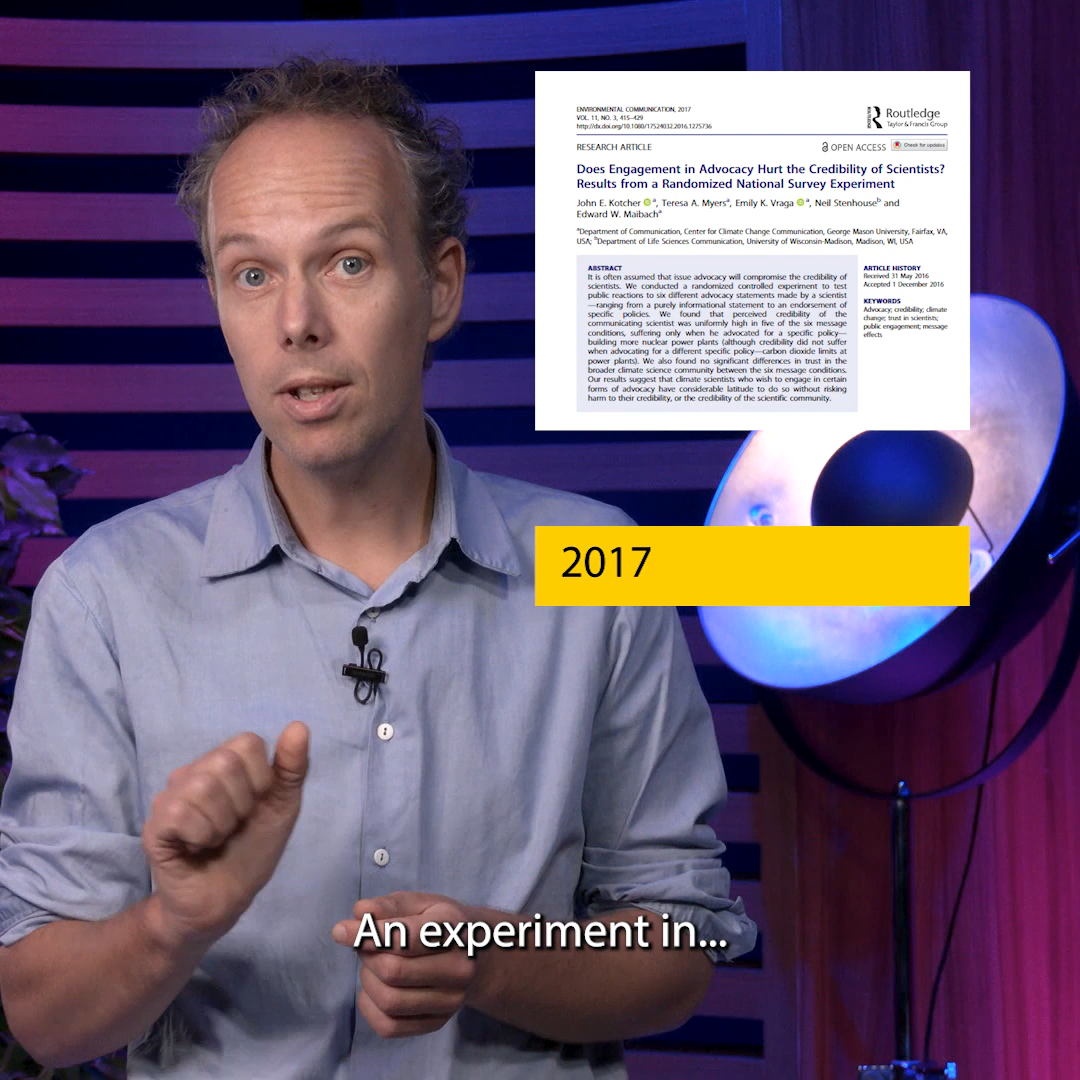 ENVIRONMENTAL COMMUNICATION, 2017
VOL. 11, NO. 3, 415–429
http://dx.doi.org/10.1080/17524032.2016.1275736
Routledge
Taylor & Francis Group
RESEARCH ARTICLE
OPEN ACCESS
Check for updates
Does Engagement in Advocacy Hurt the Credibility of Scientists?
Results from a Randomized National Survey Experiment
John E. Kotcher a, Teresa A. Myersa, Emily K. Vraga a, Neil Stenhouseb and
Edward W. Maibacha
aDepartment of Communication, Center for Climate Change Communication, George Mason University, Fairfax, VA,
USA; bDepartment of Life Sciences Communication, University of Wisconsin-Madison, Madison, WI, USA
ABSTRACT
It is often assumed that issue advocacy will compromise the credibility of
scientists. We conducted a randomized controlled experiment to test
public reactions to six different advocacy statements made by a scientist
—ranging from a purely informational statement to an endorsement of
specific policies. We found that perceived credibility of the
communicating scientist was uniformly high in five of the six message
conditions, suffering only when he advocated for a specific policy—
building more nuclear power plants (although credibility did not suffer
when advocating for a different specific policy—carbon dioxide limits at
power plants). We also found no significant differences in trust in the
broader climate science community between the six message conditions.
Our results suggest that climate scientists who wish to engage in certain
forms of advocacy have considerable latitude to do so without risking
harm to their credibility, or the credibility of the scientific community.
ARTICLE HISTORY
Received 31 May 2016
Accepted 1 December 2016
KEYWORDS
Advocacy; credibility; climate
change; trust in scientists;
public engagement; message
effects
2017
An experiment in...